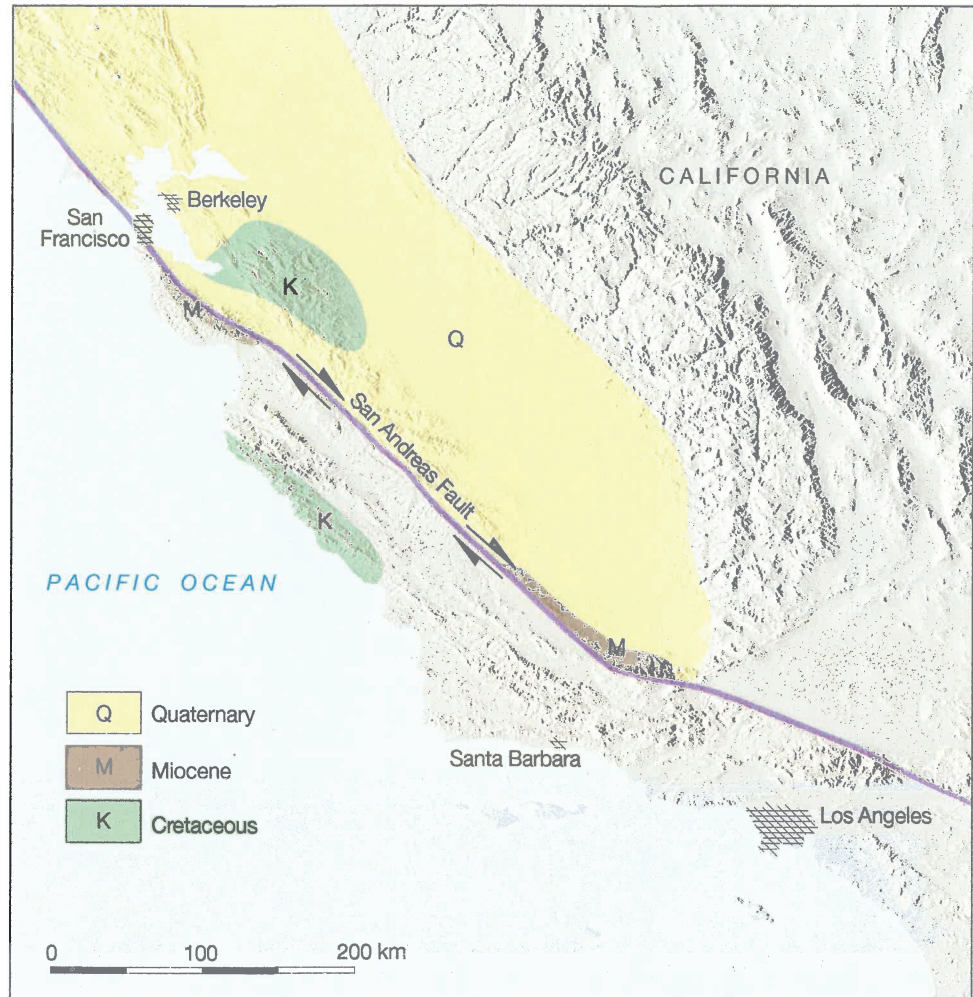 CALIFORNIA
Berkeley
San
Francisco
K
M
Q
San Andreas Fault
K
PACIFIC OCEAN
M
Q Quaternary
M Miocene
K Cretaceous
Santa Barbara
Los Angeles
0 100 200 km